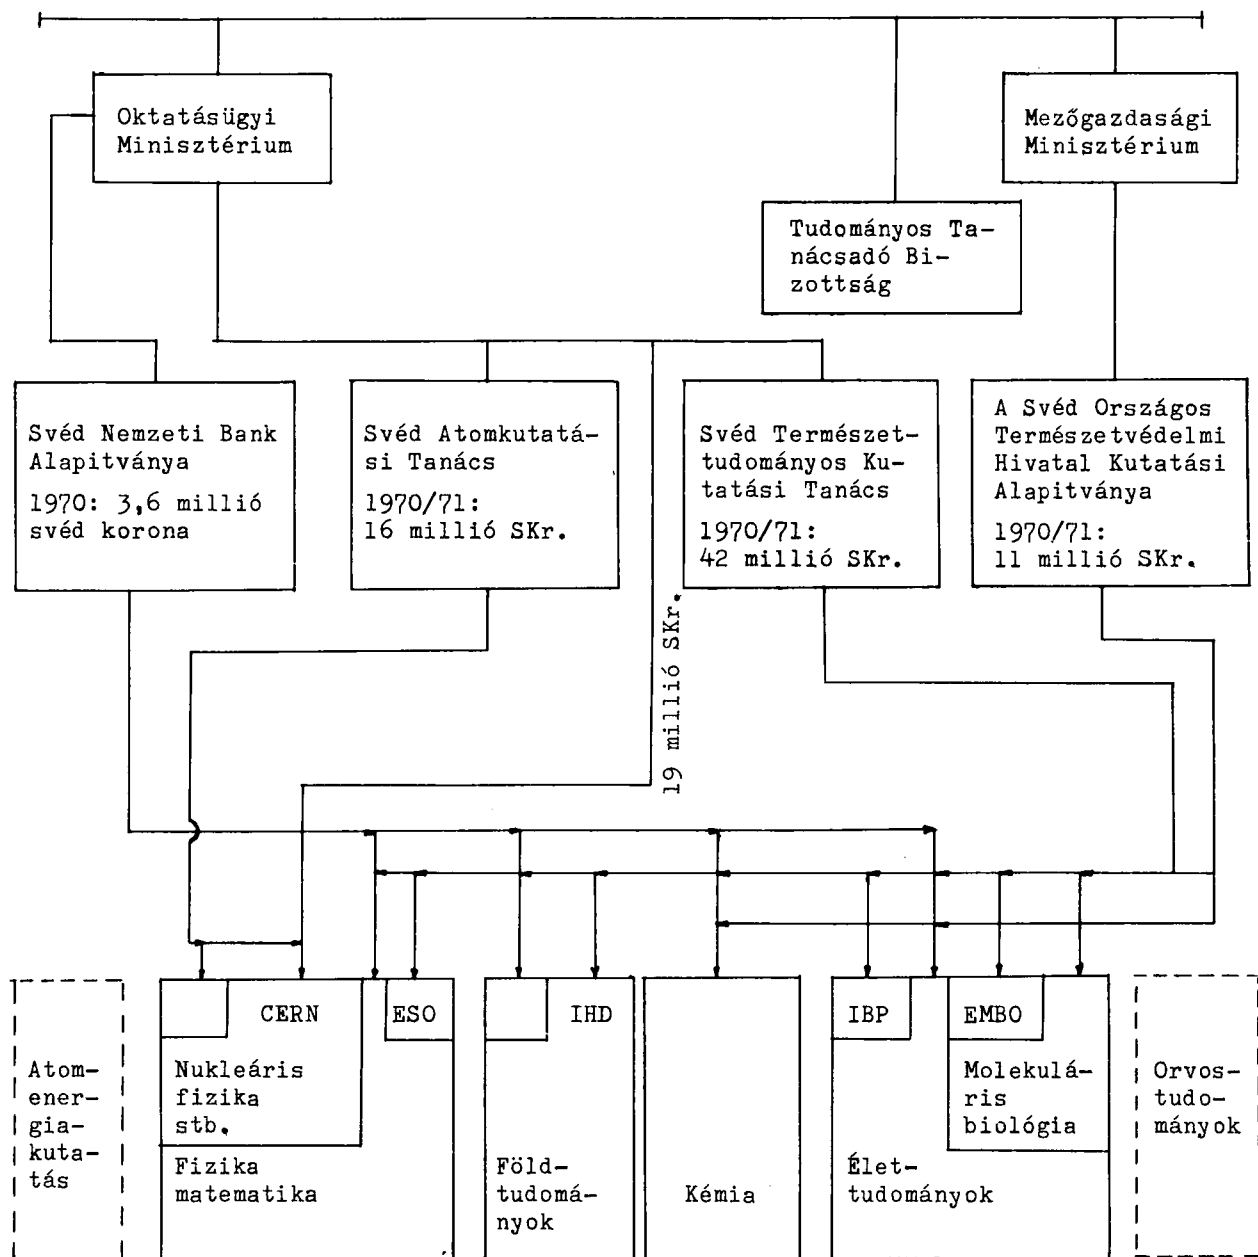 Oktatásügyi
Minisztérium
Mezőgazdasági
Minisztérium
Tudományos Ta-
nácsadó Bi-
zottság
Svéd Nemzeti Bank
Alapitványa
1970: 3,6 millió
svéd korona
Svéd Atomkutatá-
si Tanács
1970/71:
16 millió SKr.
Svéd Természet-
tudományos Ku-
tatási Tanács
1970/71:
42 millió SKr.
A Svéd Országos
Természetvédelmi
Hivatal Kutatási
Alapitványa
1970/71:
11 millió SKr.
19 millió SKr.
Atom-
ener-
gia-
kuta-
tás
CERN
Nukleáris
fizika
stb.
ESO
Fizika
matematika
IHD
Föld-
tudomá-
nyok
Kémia
IBP
EMBO
Molekulá-
ris
biológia
Élet-
tudományok
Orvos-
tudo-
mányok